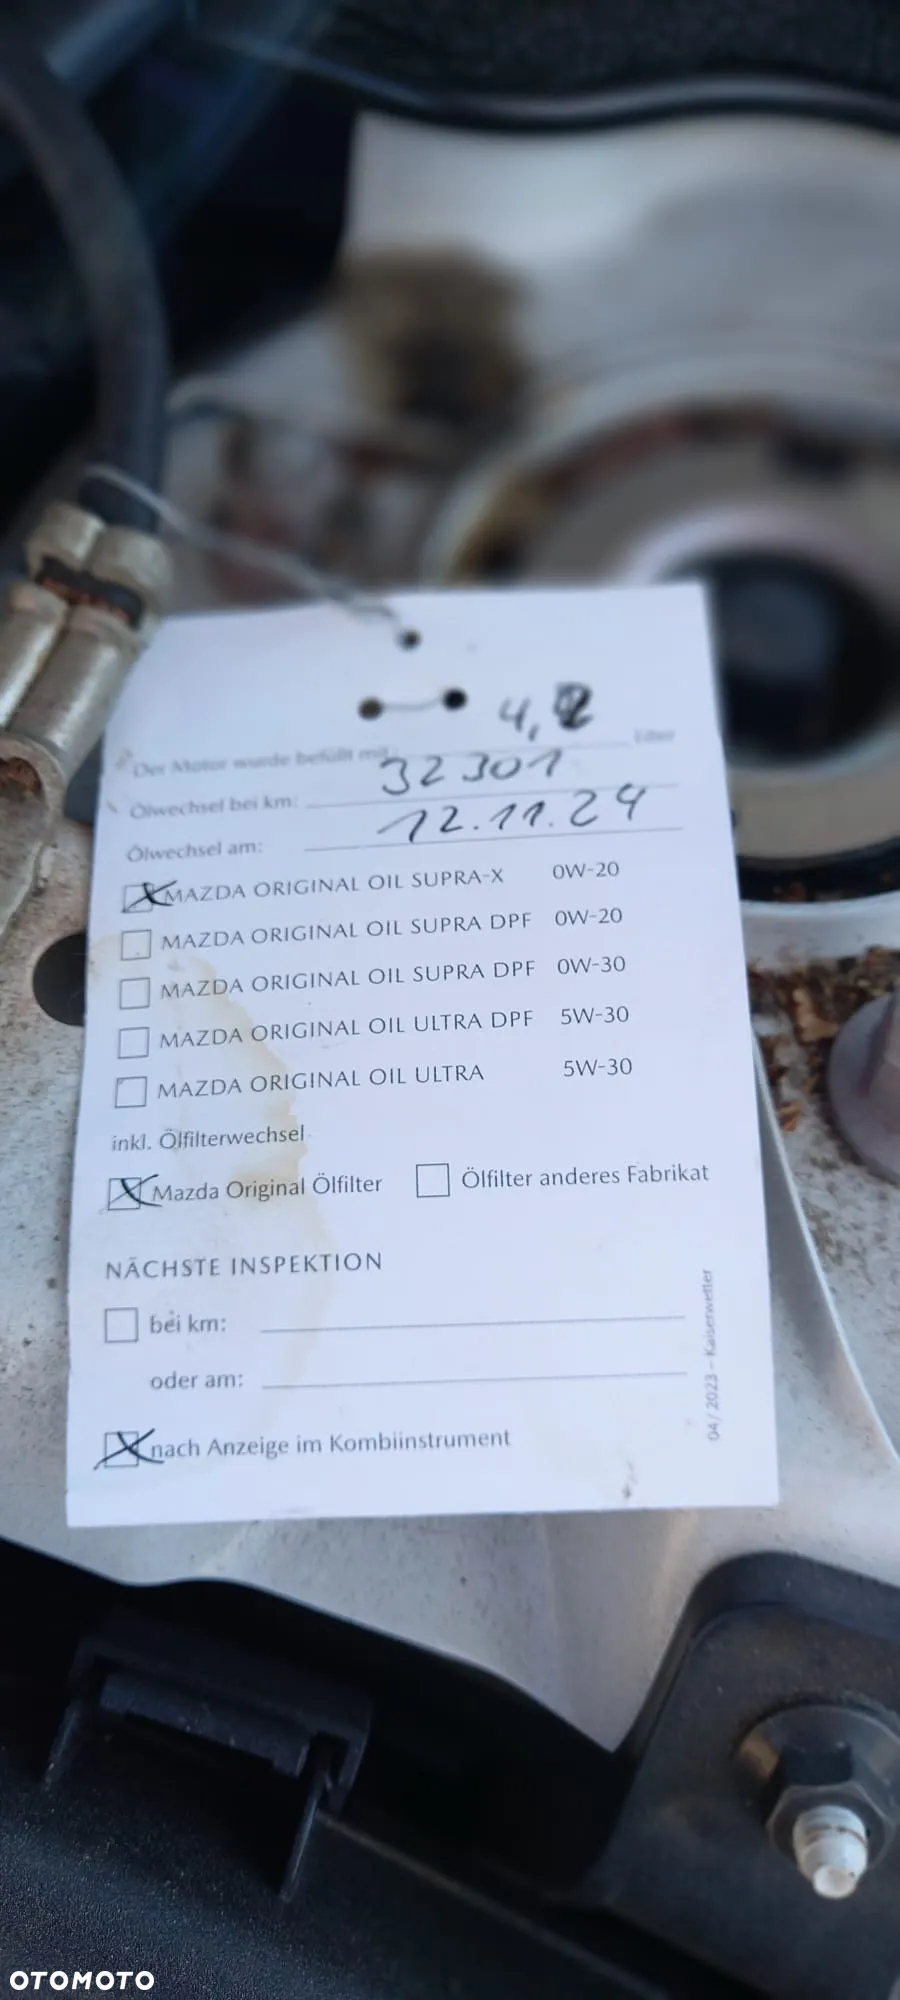 4,2
Der Motor wurde befüllt mit: Liter
Ölwechsel bei km: 32301
Ölwechsel am: 12.11.24
MAZDA ORIGINAL OIL SUPRA-X 0W-20
MAZDA ORIGINAL OIL SUPRA DPF 0W-20
MAZDA ORIGINAL OIL SUPRA DPF 0W-30
MAZDA ORIGINAL OIL ULTRA DPF 5W-30
MAZDA ORIGINAL OIL ULTRA 5W-30
inkl. Ölfilterwechsel
Mazda Original Ölfilter Ölfilter anderes Fabrikat
NÄCHSTE INSPEKTION
bei km:
oder am:
nach Anzeige im Kombiinstrument
04/2023 – Kaiserwetter
OTOMOTO